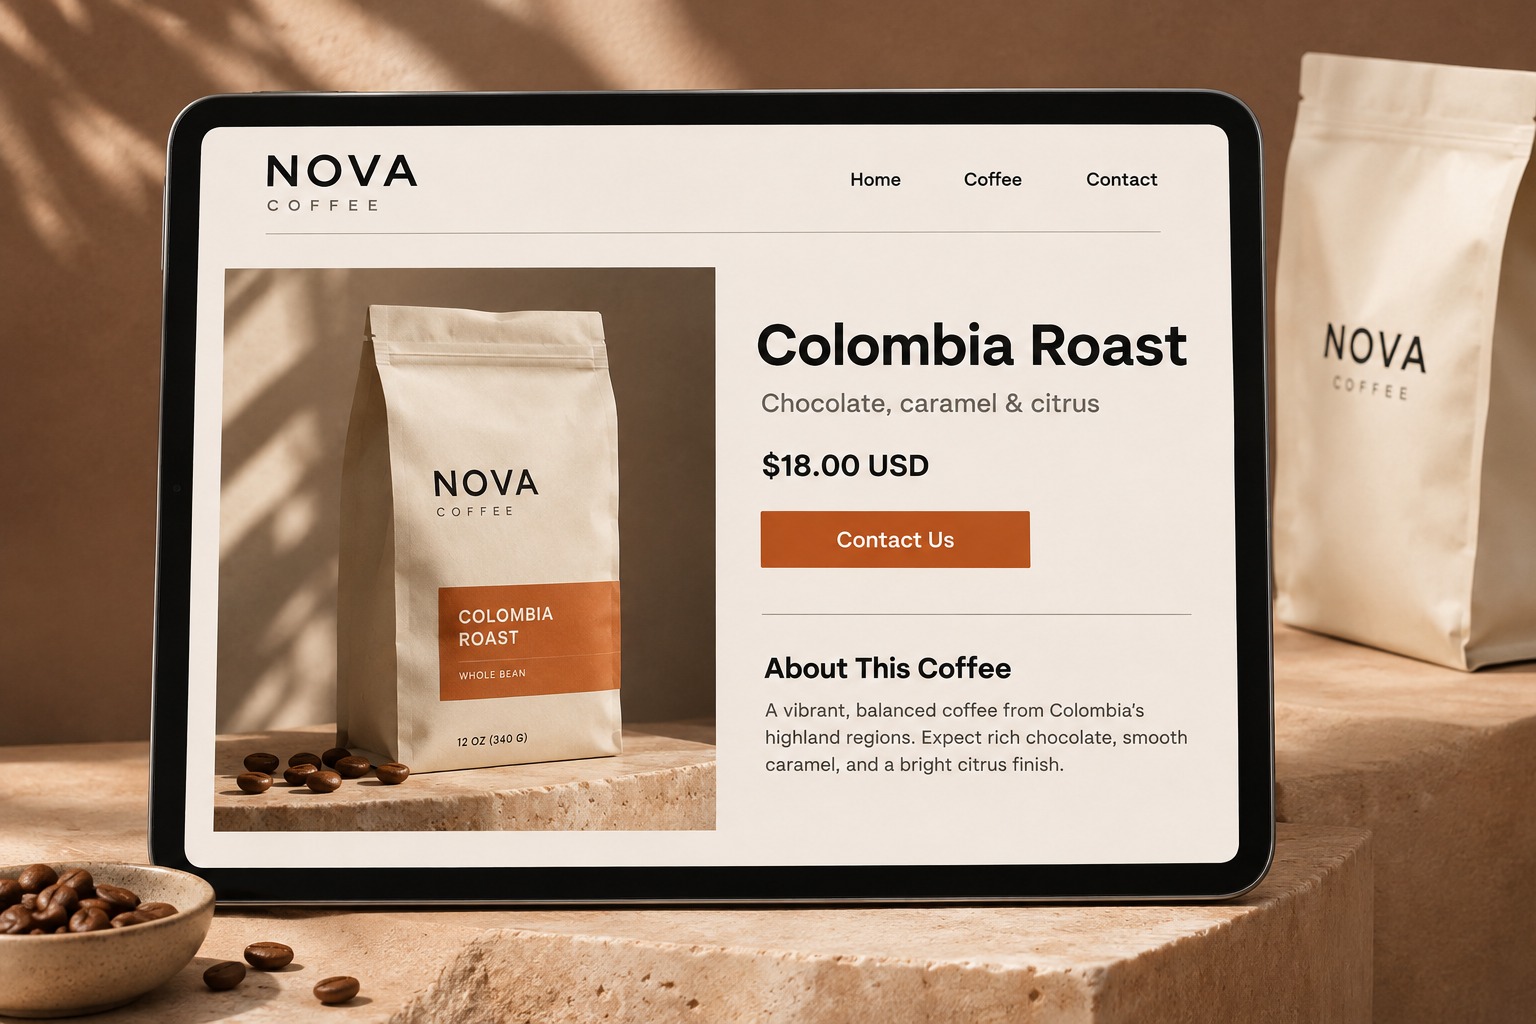 NOVA
COFFEE
Home
Coffee
Contact
NOVA
COFFEE
COLOMBIA
ROAST
WHOLE BEAN
12 OZ (340 G)
Colombia Roast
Chocolate, caramel & citrus
$18.00 USD
Contact Us
About This Coffee
A vibrant, balanced coffee from Colombia’s
highland regions. Expect rich chocolate, smooth
caramel, and a bright citrus finish.
NOVA
COFFEE